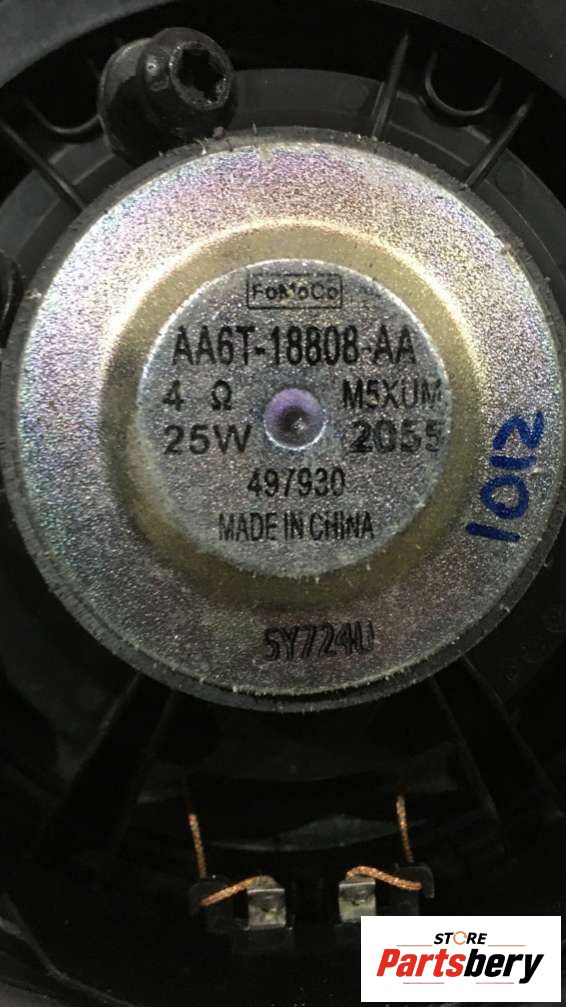 FoMoCo
AA6T-18808-AA
4 Ω M5XUM
25W 2055
497930
MADE IN CHINA
1012
5Y724U
STORE
Partsbery